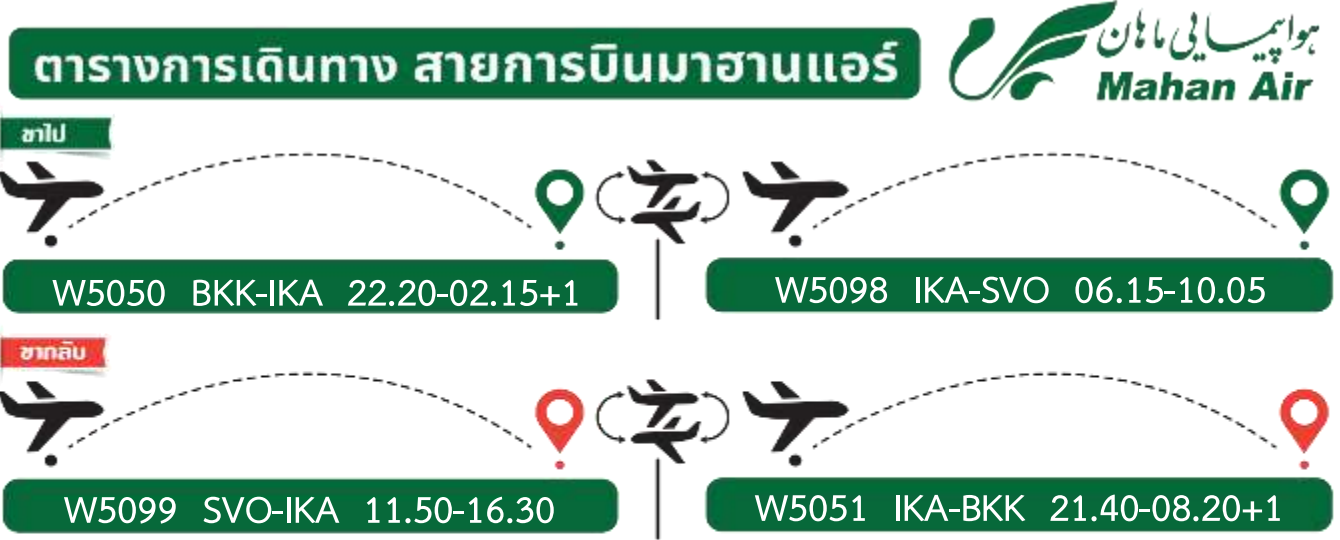 ตารางการเดินทาง สายการบินมาฮานแอร์
هواپیمایی ماهان
Mahan Air
ขาไป
W5050 BKK-IKA 22.20-02.15+1
W5098 IKA-SVO 06.15-10.05
ขากลับ
W5099 SVO-IKA 11.50-16.30
W5051 IKA-BKK 21.40-08.20+1